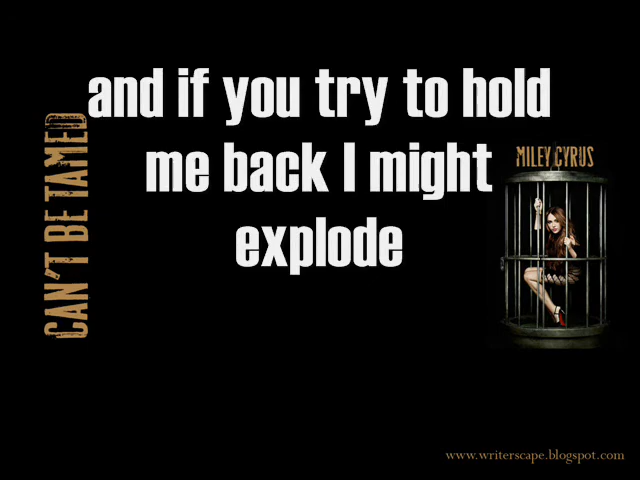 and if you try to hold
me back I might
explode
CAN'T BE TAMED
MILEY CYRUS
www.writerscape.blogspot.com